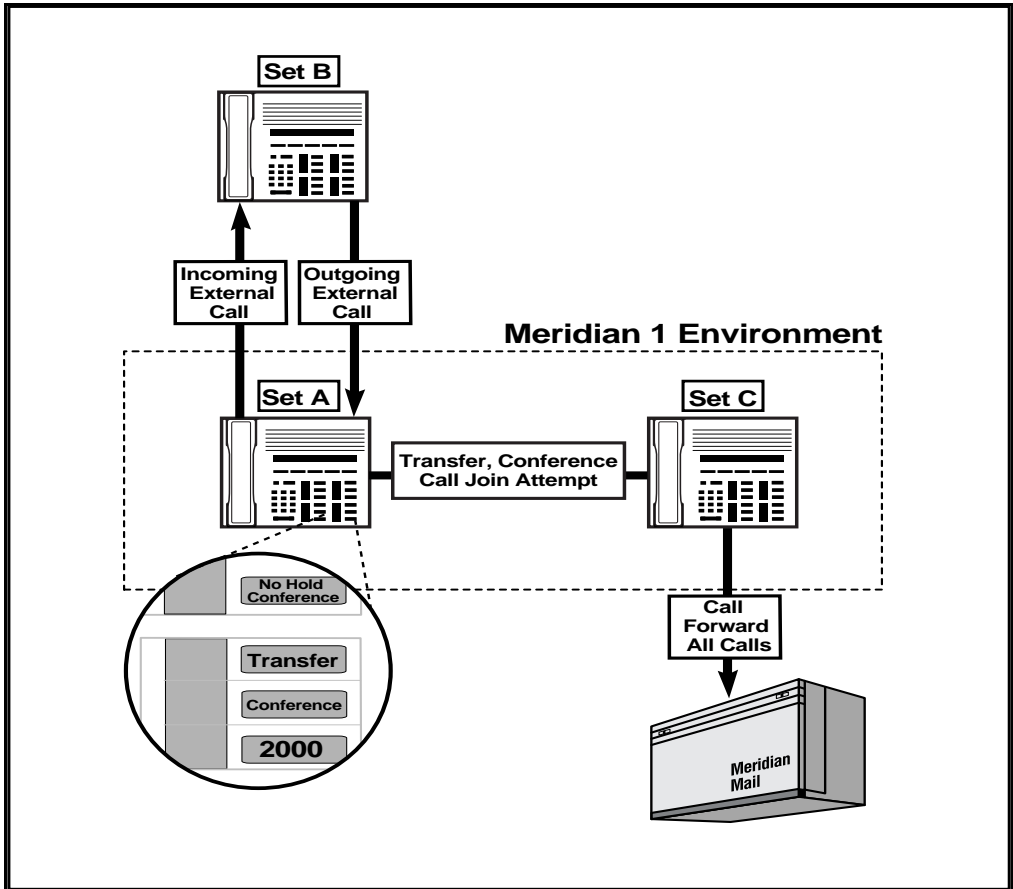 Set B
Incoming
External
Call
Outgoing
External
Call
Meridian 1 Environment
Set A
Set C
Transfer, Conference
Call Join Attempt
No Hold
Conference
Transfer
Conference
2000
Call
Forward
All Calls
Meridian
Mail